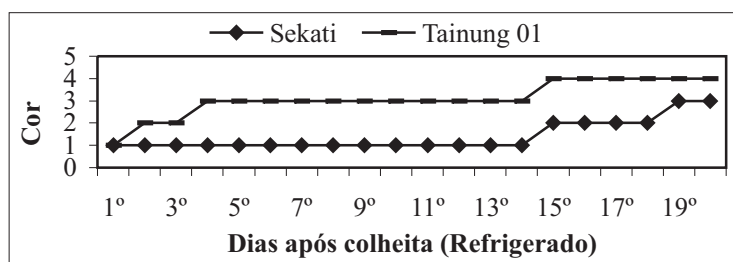 Sekati Tainung 01
5
4
3
2
1
0
Cor
1º 3º 5º 7º 9º 11º 13º 15º 17º 19º
Dias após colheita (Refrigerado)